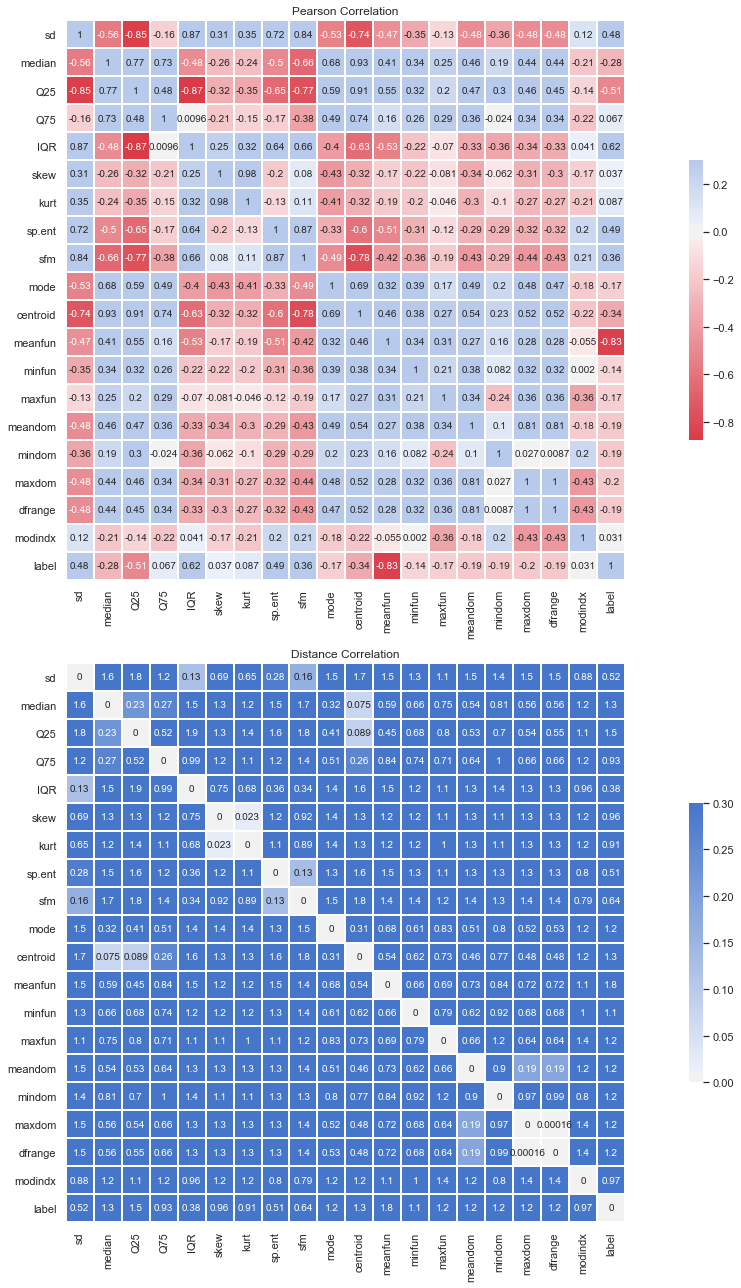 Pearson Correlation
sd 1 -0.56 -0.85 -0.16 0.87 0.31 0.35 0.72 0.84 -0.53 -0.74 -0.47 -0.35 -0.13 -0.48 -0.36 -0.48 -0.48 0.12 0.48
median -0.56 1 0.77 0.73 -0.48 -0.26 -0.24 -0.5 -0.66 0.68 0.93 0.41 0.34 0.25 0.46 0.19 0.44 0.44 -0.21 -0.28
Q25 -0.85 0.77 1 0.48 -0.87 -0.32 -0.35 -0.65 -0.77 0.59 0.91 0.55 0.32 0.2 0.47 0.3 0.46 0.45 -0.14 -0.51
Q75 -0.16 0.73 0.48 1 0.0096 -0.21 -0.15 -0.17 -0.38 0.49 0.74 0.16 0.26 0.29 0.36 -0.024 0.34 0.34 -0.22 0.067
IQR 0.87 -0.48 -0.87 0.0096 1 0.25 0.32 0.64 0.66 -0.4 -0.63 -0.53 -0.22 -0.07 -0.33 -0.36 -0.34 -0.33 0.041 0.62
skew 0.31 -0.26 -0.32 -0.21 0.25 1 0.98 -0.2 0.08 -0.43 -0.32 -0.17 -0.22 -0.081 -0.34 -0.062 -0.31 -0.3 -0.17 0.037
kurt 0.35 -0.24 -0.35 -0.15 0.32 0.98 1 -0.13 0.11 -0.41 -0.32 -0.19 -0.2 -0.046 -0.3 -0.1 -0.27 -0.27 -0.21 0.087
sp.ent 0.72 -0.5 -0.65 -0.17 0.64 -0.2 -0.13 1 0.87 -0.33 -0.6 -0.51 -0.31 -0.12 -0.29 -0.29 -0.32 -0.32 0.2 0.49
sfm 0.84 -0.66 -0.77 -0.38 0.66 0.08 0.11 0.87 1 -0.49 -0.78 -0.42 -0.36 -0.19 -0.43 -0.29 -0.44 -0.43 0.21 0.36
mode -0.53 0.68 0.59 0.49 -0.4 -0.43 -0.41 -0.33 -0.49 1 0.69 0.32 0.39 0.17 0.49 0.2 0.48 0.47 -0.18 -0.17
centroid -0.74 0.93 0.91 0.74 -0.63 -0.32 -0.32 -0.6 -0.78 0.69 1 0.46 0.38 0.27 0.54 0.23 0.52 0.52 -0.22 -0.34
meanfun -0.47 0.41 0.55 0.16 -0.53 -0.17 -0.19 -0.51 -0.42 0.32 0.46 1 0.34 0.31 0.27 0.16 0.28 0.28 -0.055 -0.83
minfun -0.35 0.34 0.32 0.26 -0.22 -0.22 -0.2 -0.31 -0.36 0.39 0.38 0.34 1 0.21 0.38 0.082 0.32 0.32 0.002 -0.14
maxfun -0.13 0.25 0.2 0.29 -0.07 -0.081 -0.046 -0.12 -0.19 0.17 0.27 0.31 0.21 1 0.34 -0.24 0.36 0.36 -0.36 -0.17
meandom -0.48 0.46 0.47 0.36 -0.33 -0.34 -0.3 -0.29 -0.43 0.49 0.54 0.27 0.38 0.34 1 0.1 0.81 0.81 -0.18 -0.19
mindom -0.36 0.19 0.3 -0.024 -0.36 -0.062 -0.1 -0.29 -0.29 0.2 0.23 0.16 0.082 -0.24 0.1 1 0.027 0.0087 0.2 -0.19
maxdom -0.48 0.44 0.46 0.34 -0.34 -0.31 -0.27 -0.32 -0.44 0.48 0.52 0.28 0.32 0.36 0.81 0.027 1 1 -0.43 -0.2
dfrange -0.48 0.44 0.45 0.34 -0.33 -0.3 -0.27 -0.32 -0.43 0.47 0.52 0.28 0.32 0.36 0.81 0.0087 1 1 -0.43 -0.19
modindx 0.12 -0.21 -0.14 -0.22 0.041 -0.17 -0.21 0.2 0.21 -0.18 -0.22 -0.055 0.002 -0.36 -0.18 0.2 -0.43 -0.43 1 0.031
label 0.48 -0.28 -0.51 0.067 0.62 0.037 0.087 0.49 0.36 -0.17 -0.34 -0.83 -0.14 -0.17 -0.19 -0.19 -0.2 -0.19 0.031 1
sd median Q25 Q75 IQR skew kurt sp.ent sfm mode centroid meanfun minfun maxfun meandom mindom maxdom dfrange modindx label
0.2
0.0
-0.2
-0.4
-0.6
-0.8
Distance Correlation
sd 0 1.6 1.8 1.2 0.13 0.69 0.65 0.28 0.16 1.5 1.7 1.5 1.3 1.1 1.5 1.4 1.5 1.5 0.88 0.52
median 1.6 0 0.23 0.27 1.5 1.3 1.2 1.5 1.7 0.32 0.075 0.59 0.66 0.75 0.54 0.81 0.56 0.56 1.2 1.3
Q25 1.8 0.23 0 0.52 1.9 1.3 1.4 1.6 1.8 0.41 0.089 0.45 0.68 0.8 0.53 0.7 0.54 0.55 1.1 1.5
Q75 1.2 0.27 0.52 0 0.99 1.2 1.1 1.2 1.4 0.51 0.26 0.84 0.74 0.71 0.64 1 0.66 0.66 1.2 0.93
IQR 0.13 1.5 1.9 0.99 0 0.75 0.68 0.36 0.34 1.4 1.6 1.5 1.2 1.1 1.3 1.4 1.3 1.3 0.96 0.38
skew 0.69 1.3 1.3 1.2 0.75 0 0.023 1.2 0.92 1.4 1.3 1.2 1.2 1.1 1.3 1.1 1.3 1.3 1.2 0.96
kurt 0.65 1.2 1.4 1.1 0.68 0.023 0 1.1 0.89 1.4 1.3 1.2 1.2 1 1.3 1.1 1.3 1.3 1.2 0.91
sp.ent 0.28 1.5 1.6 1.2 0.36 1.2 1.1 0 0.13 1.3 1.6 1.5 1.3 1.1 1.3 1.3 1.3 1.3 0.8 0.51
sfm 0.16 1.7 1.8 1.4 0.34 0.92 0.89 0.13 0 1.5 1.8 1.4 1.4 1.2 1.4 1.3 1.4 1.4 0.79 0.64
mode 1.5 0.32 0.41 0.51 1.4 1.4 1.4 1.3 1.5 0 0.31 0.68 0.61 0.83 0.51 0.8 0.52 0.53 1.2 1.2
centroid 1.7 0.075 0.089 0.26 1.6 1.3 1.3 1.6 1.8 0.31 0 0.54 0.62 0.73 0.46 0.77 0.48 0.48 1.2 1.3
meanfun 1.5 0.59 0.45 0.84 1.5 1.2 1.2 1.5 1.4 0.68 0.54 0 0.66 0.69 0.73 0.84 0.72 0.72 1.1 1.8
minfun 1.3 0.66 0.68 0.74 1.2 1.2 1.2 1.3 1.4 0.61 0.62 0.66 0 0.79 0.62 0.92 0.68 0.68 1 1.1
maxfun 1.1 0.75 0.8 0.71 1.1 1.1 1 1.1 1.2 0.83 0.73 0.69 0.79 0 0.66 1.2 0.64 0.64 1.4 1.2
meandom 1.5 0.54 0.53 0.64 1.3 1.3 1.3 1.3 1.4 0.51 0.46 0.73 0.62 0.66 0 0.9 0.19 0.19 1.2 1.2
mindom 1.4 0.81 0.7 1 1.4 1.1 1.1 1.3 1.3 0.8 0.77 0.84 0.92 1.2 0.9 0 0.97 0.99 0.8 1.2
maxdom 1.5 0.56 0.54 0.66 1.3 1.3 1.3 1.3 1.4 0.52 0.48 0.72 0.68 0.64 0.19 0.97 0 0.00016 1.4 1.2
dfrange 1.5 0.56 0.55 0.66 1.3 1.3 1.3 1.3 1.4 0.53 0.48 0.72 0.68 0.64 0.19 0.99 0.00016 0 1.4 1.2
modindx 0.88 1.2 1.1 1.2 0.96 1.2 1.2 0.8 0.79 1.2 1.2 1.1 1 1.4 1.2 0.8 1.4 1.4 0 0.97
label 0.52 1.3 1.5 0.93 0.38 0.96 0.91 0.51 0.64 1.2 1.3 1.8 1.1 1.2 1.2 1.2 1.2 1.2 0.97 0
sd median Q25 Q75 IQR skew kurt sp.ent sfm mode centroid meanfun minfun maxfun meandom mindom maxdom dfrange modindx label
0.30
0.25
0.20
0.15
0.10
0.05
0.00